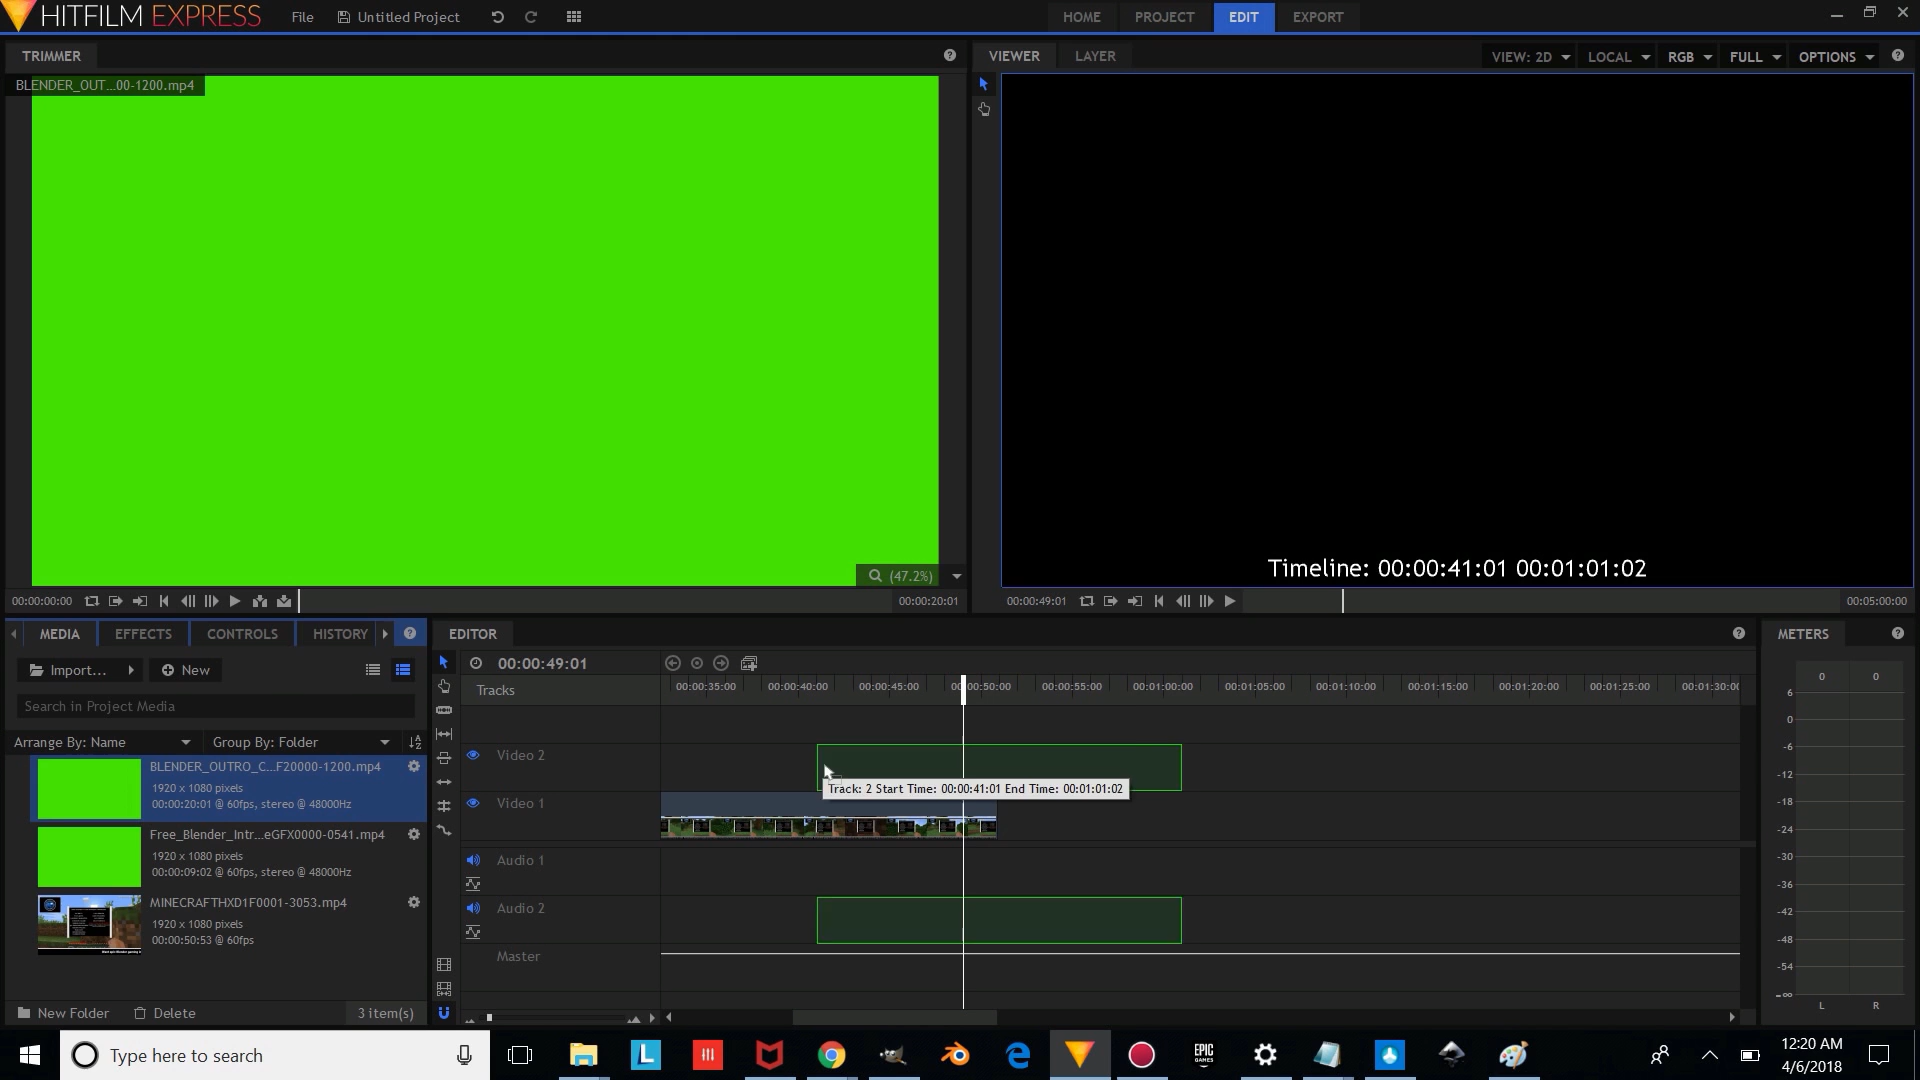 HITFILM EXPRESS
File
Untitled Project
HOME
PROJECT
EDIT
EXPORT
TRIMMER
BLENDER_OUT...00-1200.mp4
(47.2%)
00:00:00:00
00:00:20:01
VIEWER
LAYER
VIEW: 2D
LOCAL
RGB
FULL
OPTIONS
Timeline: 00:00:41:01 00:01:01:02
00:00:49:01
00:05:00:00
MEDIA
EFFECTS
CONTROLS
HISTORY
Import...
New
Search in Project Media
Arrange By: Name
Group By: Folder
BLENDER_OUTRO_C...F20000-1200.mp4
1920 x 1080 pixels
00:00:20:01 @ 60fps, stereo @ 48000Hz
Free_Blender_Intr...eGFX0000-0541.mp4
1920 x 1080 pixels
00:00:09:02 @ 60fps, stereo @ 48000Hz
MINECRAFTHXD1F0001-3053.mp4
1920 x 1080 pixels
00:00:50:53 @ 60fps
New Folder
Delete
3 item(s)
EDITOR
00:00:49:01
Tracks
00:00:35:00 00:00:40:00 00:00:45:00 00:00:50:00 00:00:55:00 00:01:00:00 00:01:05:00 00:01:10:00 00:01:15:00 00:01:20:00 00:01:25:00 00:01:30:00
Video 2
Track: 2 Start Time: 00:00:41:01 End Time: 00:01:01:02
Video 1
Audio 1
Audio 2
Master
METERS
0 0
6
0
-6
-12
-18
-24
-30
-36
-42
-48
-54
-∞
L R
Type here to search
EPIC
GAMES
12:20 AM
4/6/2018